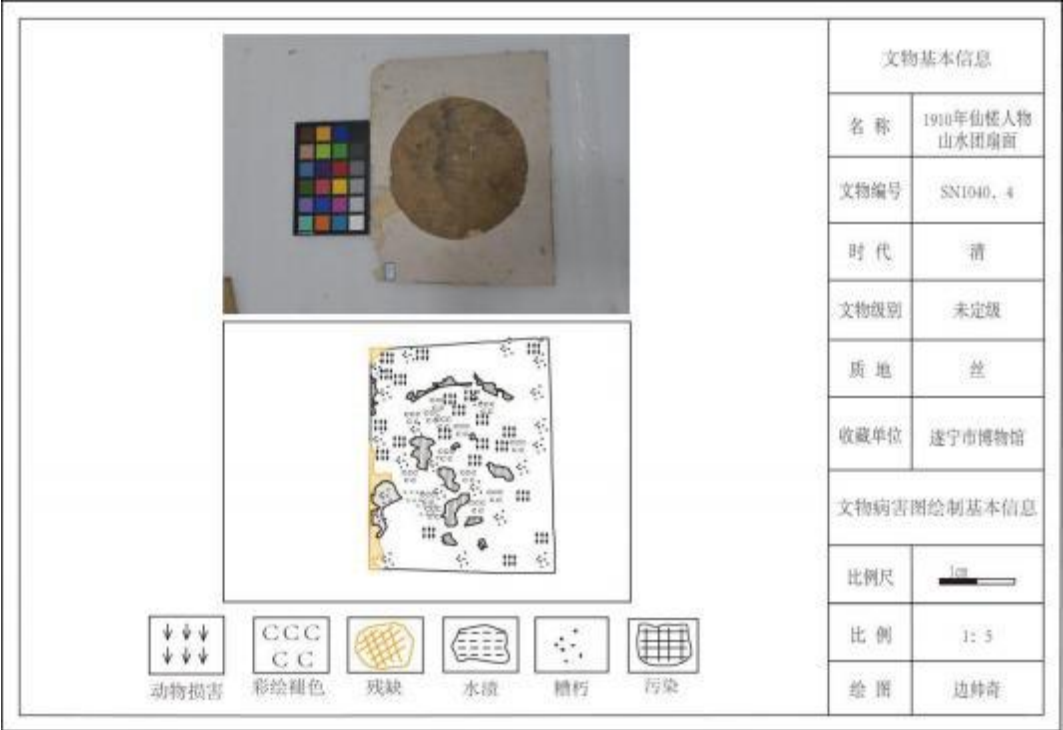 文物基本信息
名 称
1910年仙槎人物
山水团扇面
文物编号
SN1040、4
时 代
清
文物级别
未定级
质 地
丝
收藏单位
遂宁市博物馆
文物病害图绘制基本信息
比例尺
1cm
比 例
1: 5
绘 图
边帅奇
动物损害
彩绘褪色
残缺
水渍
糟朽
污染